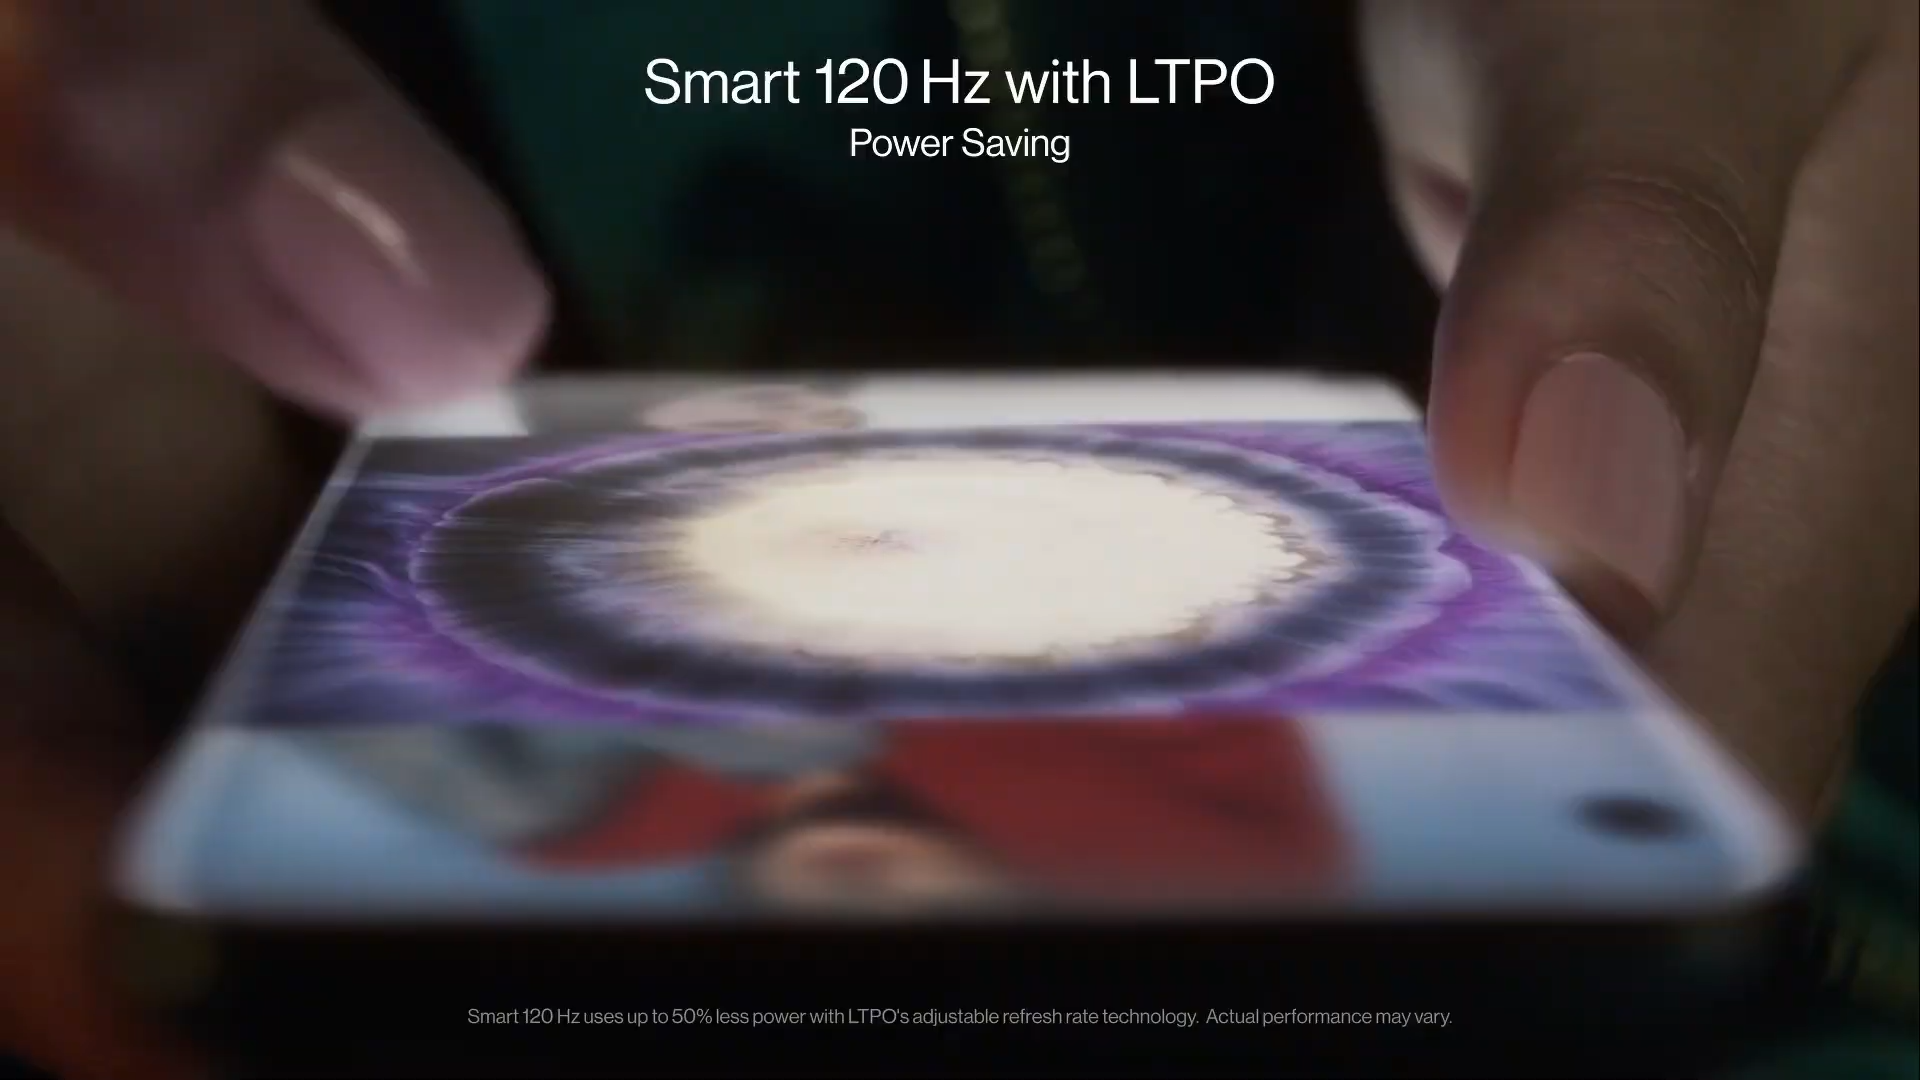 Smart 120 Hz with LTPO
Power Saving
Smart 120 Hz uses up to 50% less power with LTPO's adjustable refresh rate technology. Actual performance may vary.